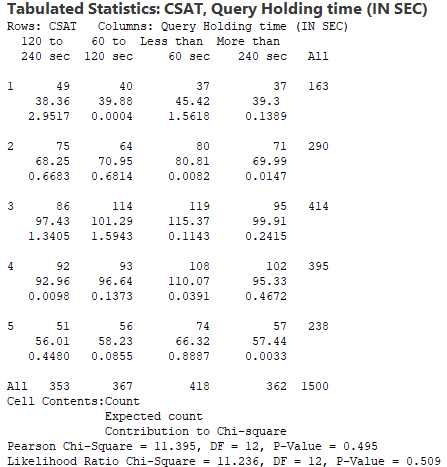 Tabulated Statistics: CSAT, Query Holding time (IN SEC)
Rows: CSAT Columns: Query Holding time (IN SEC)
120 to 60 to Less than More than
240 sec 120 sec 60 sec 240 sec All
1 49 40 37 37 163
38.36 39.88 45.42 39.3
2.9517 0.0004 1.5618 0.1389
2 75 64 80 71 290
68.25 70.95 80.81 69.99
0.6683 0.6814 0.0082 0.0147
3 86 114 119 95 414
97.43 101.29 115.37 99.91
1.3405 1.5943 0.1143 0.2415
4 92 93 108 102 395
92.96 96.64 110.07 95.33
0.0098 0.1373 0.0391 0.4672
5 51 56 74 57 238
56.01 58.23 66.32 57.44
0.4480 0.0855 0.8887 0.0033
All 353 367 418 362 1500
Cell Contents:Count
Expected count
Contribution to Chi-square
Pearson Chi-Square = 11.395, DF = 12, P-Value = 0.495
Likelihood Ratio Chi-Square = 11.236, DF = 12, P-Value = 0.509